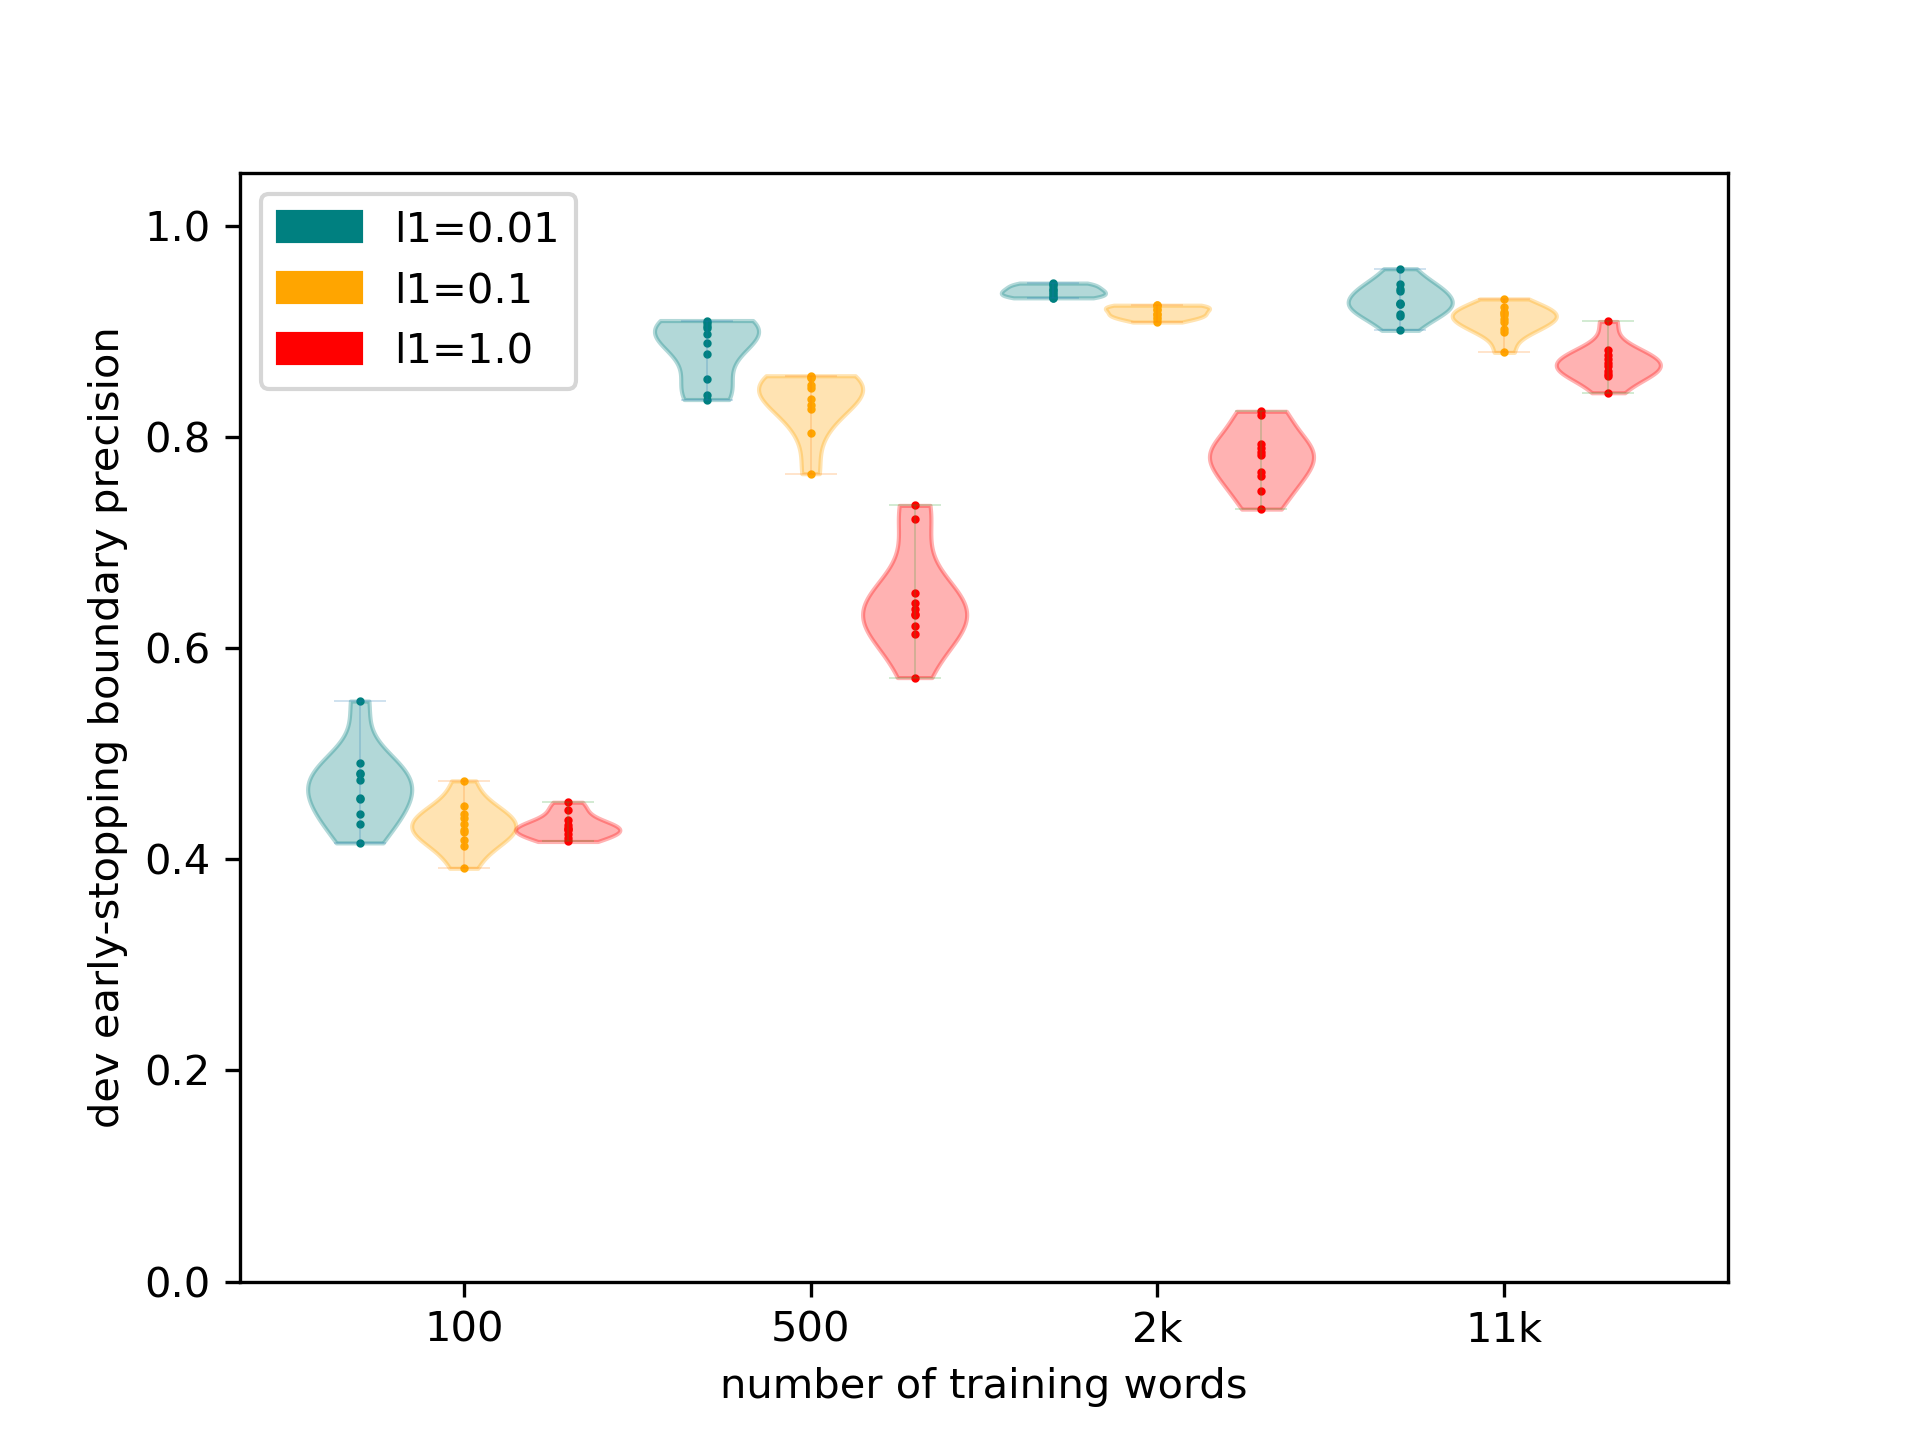 l1=0.01
l1=0.1
l1=1.0
dev early-stopping boundary precision
1.0
0.8
0.6
0.4
0.2
0.0
100 500 2k 11k
number of training words